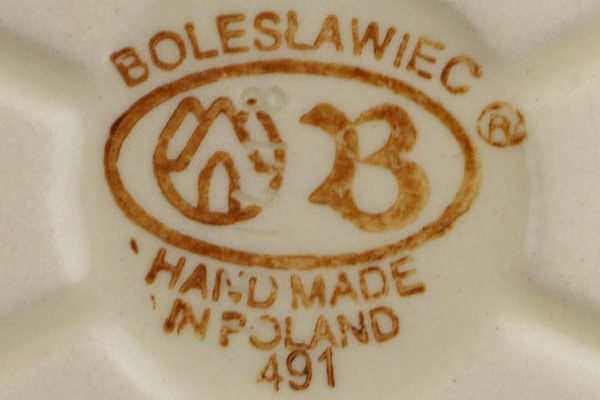 BOLESŁAWIEC
B
®
HAND MADE
IN POLAND
491